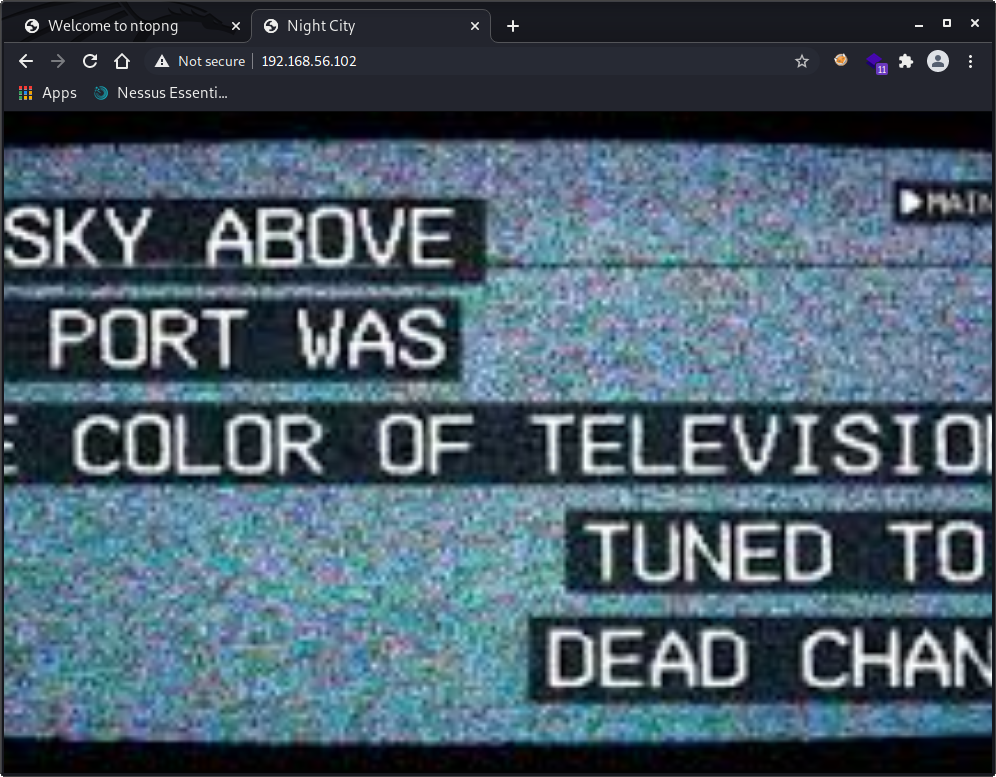 Welcome to ntopng
Night City
Not secure
192.168.56.102
11
Apps
Nessus Essenti...
SKY ABOVE
MAIN
PORT WAS
E COLOR OF TELEVISION
TUNED TO
DEAD CHAN